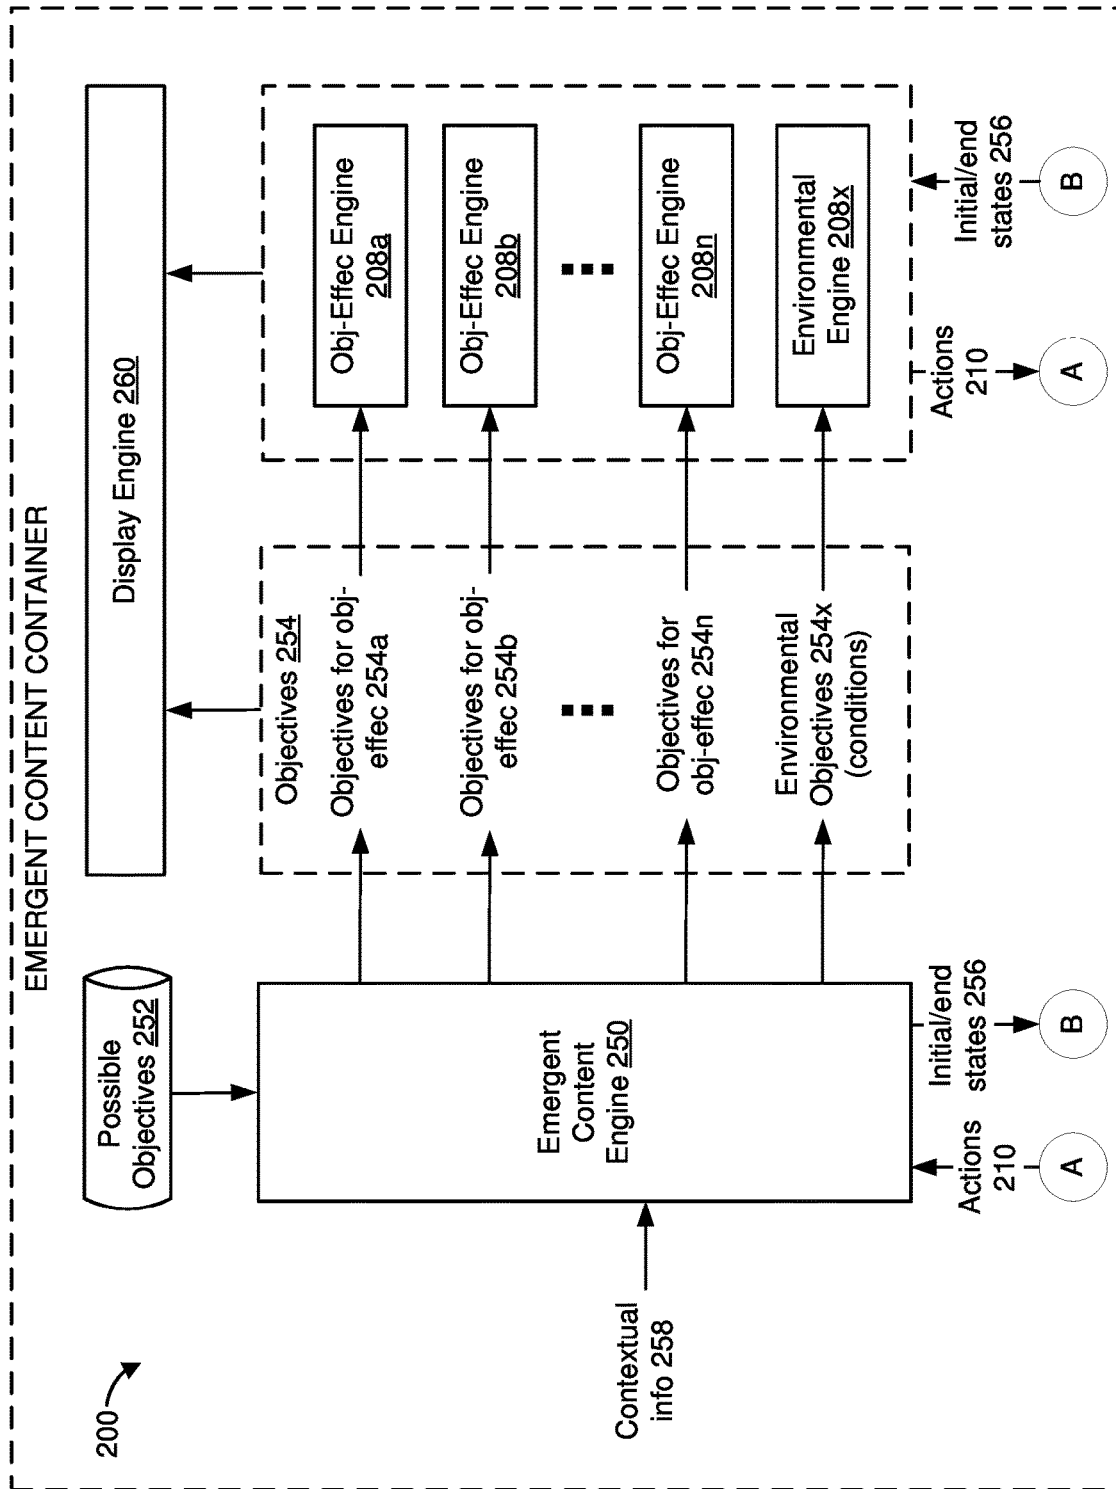 EMERGENT CONTENT CONTAINER
200
Possible
Objectives 252
Display Engine 260
Contextual
info 258
Emergent
Content
Engine 250
Objectives 254
Objectives for obj-
effec 254a
Objectives for obj-
effec 254b
Objectives for
obj-effec 254n
Environmental
Objectives 254x
(conditions)
Obj-Effec Engine
208a
Obj-Effec Engine
208b
Obj-Effec Engine
208n
Environmental
Engine 208x
Actions
210
A
Initial/end
states 256
B
Actions
210
A
Initial/end
states 256
B